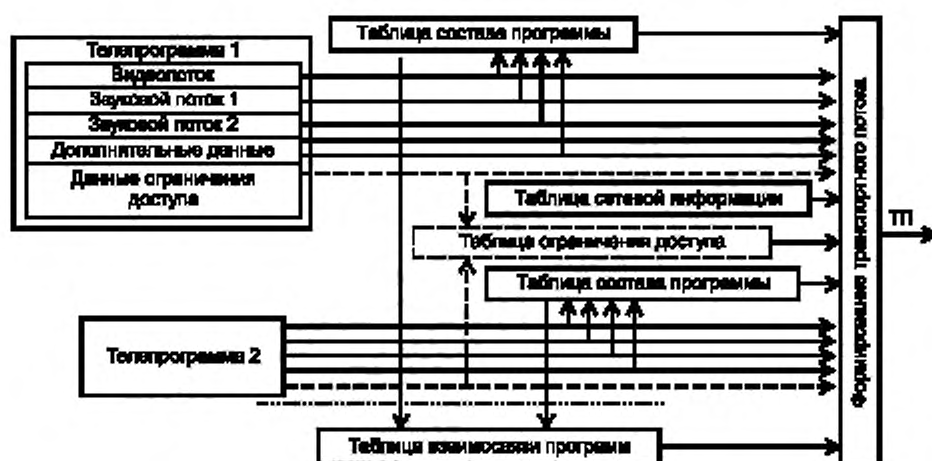 Таблица состава программы
Телепрограмма 1
Видеопоток
Звуковой поток 1
Звуковой поток 2
Дополнительные данные
Данные ограничения
доступа
Таблица сетевой информации
Таблица ограничения доступа
Таблица состава программы
Телепрограмма 2
Таблица взаимосвязи программ
Формирование транспортного потока
ТП